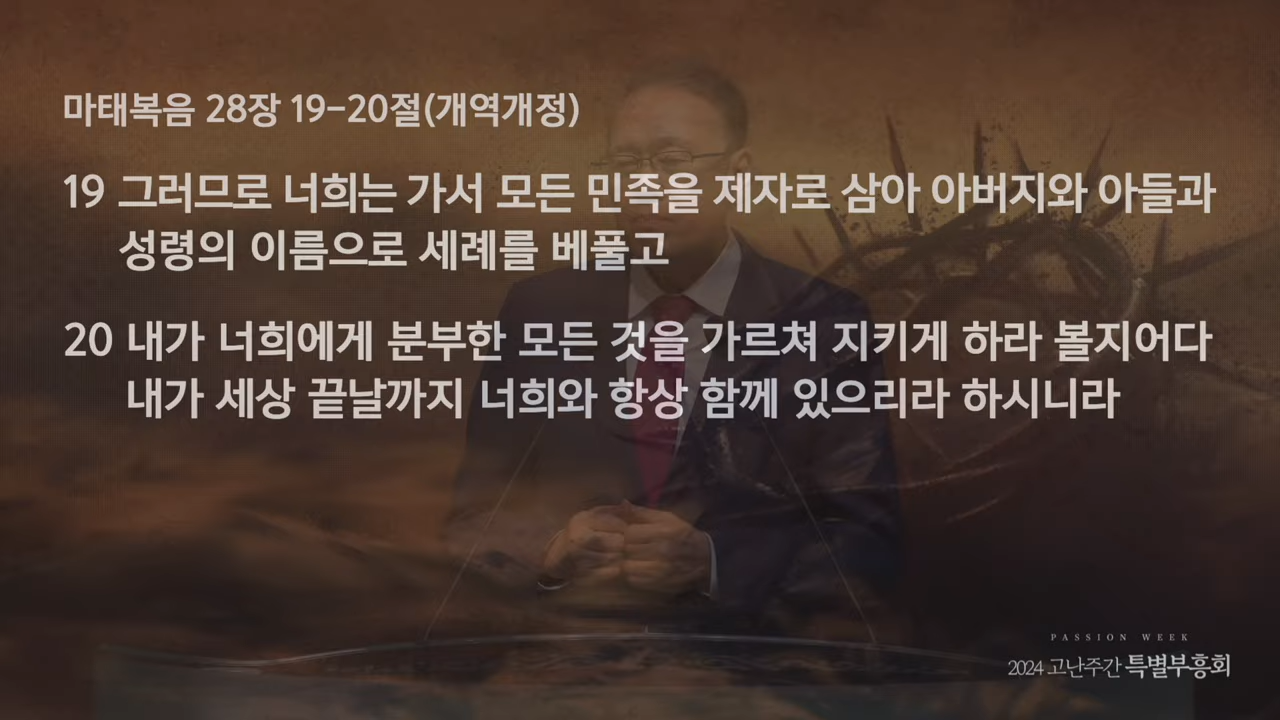 마태복음 28장 19-20절(개역개정)
19 그러므로 너희는 가서 모든 민족을 제자로 삼아 아버지와 아들과
성령의 이름으로 세례를 베풀고
20 내가 너희에게 분부한 모든 것을 가르쳐 지키게 하라 볼지어다
내가 세상 끝날까지 너희와 항상 함께 있으리라 하시니라
PASSION WEEK
2024 고난주간 특별부흥회